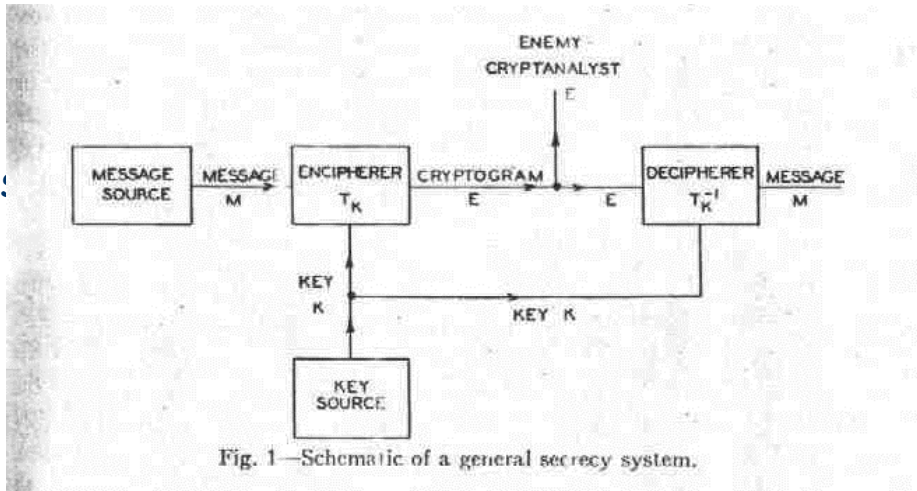 ENEMY
CRYPTANALYST
E
MESSAGE
SOURCE
MESSAGE
M
ENCIPHERER
T_K
CRYPTOGRAM
E
E
DECIPHERER
T_K^-1
MESSAGE
M
KEY
K
KEY K
KEY
SOURCE
Fig. 1—Schematic of a general secrecy system.